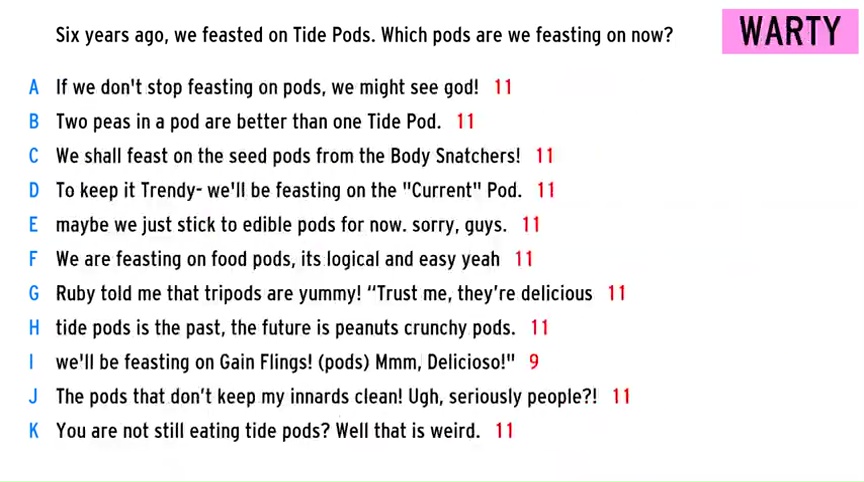 Six years ago, we feasted on Tide Pods. Which pods are we feasting on now?
WARTY
A If we don't stop feasting on pods, we might see god! 11
B Two peas in a pod are better than one Tide Pod. 11
C We shall feast on the seed pods from the Body Snatchers! 11
D To keep it Trendy- we'll be feasting on the "Current" Pod. 11
E maybe we just stick to edible pods for now. sorry, guys. 11
F We are feasting on food pods, its logical and easy yeah 11
G Ruby told me that tripods are yummy! “Trust me, they’re delicious 11
H tide pods is the past, the future is peanuts crunchy pods. 11
I we'll be feasting on Gain Flings! (pods) Mmm, Delicioso!" 9
J The pods that don’t keep my innards clean! Ugh, seriously people?! 11
K You are not still eating tide pods? Well that is weird. 11